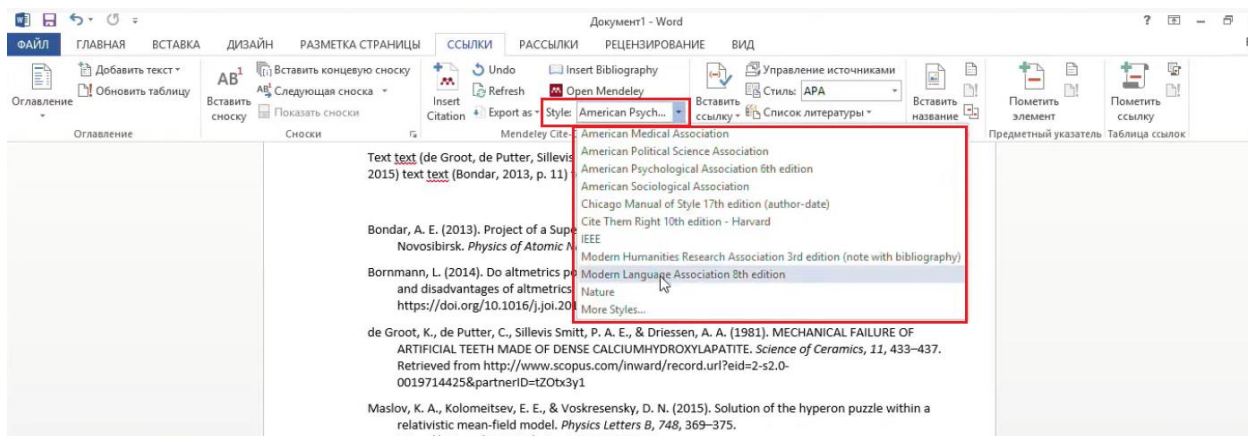 Документ1 - Word
ФАЙЛ ГЛАВНАЯ ВСТАВКА ДИЗАЙН РАЗМЕТКА СТРАНИЦЫ ССЫЛКИ РАССЫЛКИ РЕЦЕНЗИРОВАНИЕ ВИД
Оглавление
Добавить текст
Обновить таблицу
Оглавление
AB1
Вставить сноску
Вставить концевую сноску
Следующая сноска
Показать сноски
Сноски
Insert Citation
Undo
Refresh
Export as
Insert Bibliography
Open Mendeley
Style: American Psych...
Mendeley Cite-
Вставить ссылку
Управление источниками
Стиль: APA
Список литературы
Вставить название
Пометить элемент
Предметный указатель
Пометить ссылку
Таблица ссылок
American Medical Association
American Political Science Association
American Psychological Association 6th edition
American Sociological Association
Chicago Manual of Style 17th edition (author-date)
Cite Them Right 10th edition - Harvard
IEEE
Modern Humanities Research Association 3rd edition (note with bibliography)
Modern Language Association 8th edition
Nature
More Styles...
Text text (de Groot, de Putter, Sillevis
2015) text text (Bondar, 2013, p. 11)
Bondar, A. E. (2013). Project of a Supe
Novosibirsk. Physics of Atomic N
Bornmann, L. (2014). Do altmetrics po
and disadvantages of altmetrics
https://doi.org/10.1016/j.joi.20
de Groot, K., de Putter, C., Sillevis Smitt, P. A. E., & Driessen, A. A. (1981). MECHANICAL FAILURE OF
ARTIFICIAL TEETH MADE OF DENSE CALCIUMHYDROXYLAPATITE. Science of Ceramics, 11, 433–437.
Retrieved from http://www.scopus.com/inward/record.url?eid=2-s2.0-
0019714425&partnerID=tZOtx3y1
Maslov, K. A., Kolomeitsev, E. E., & Voskresensky, D. N. (2015). Solution of the hyperon puzzle within a
relativistic mean-field model. Physics Letters B, 748, 369–375.